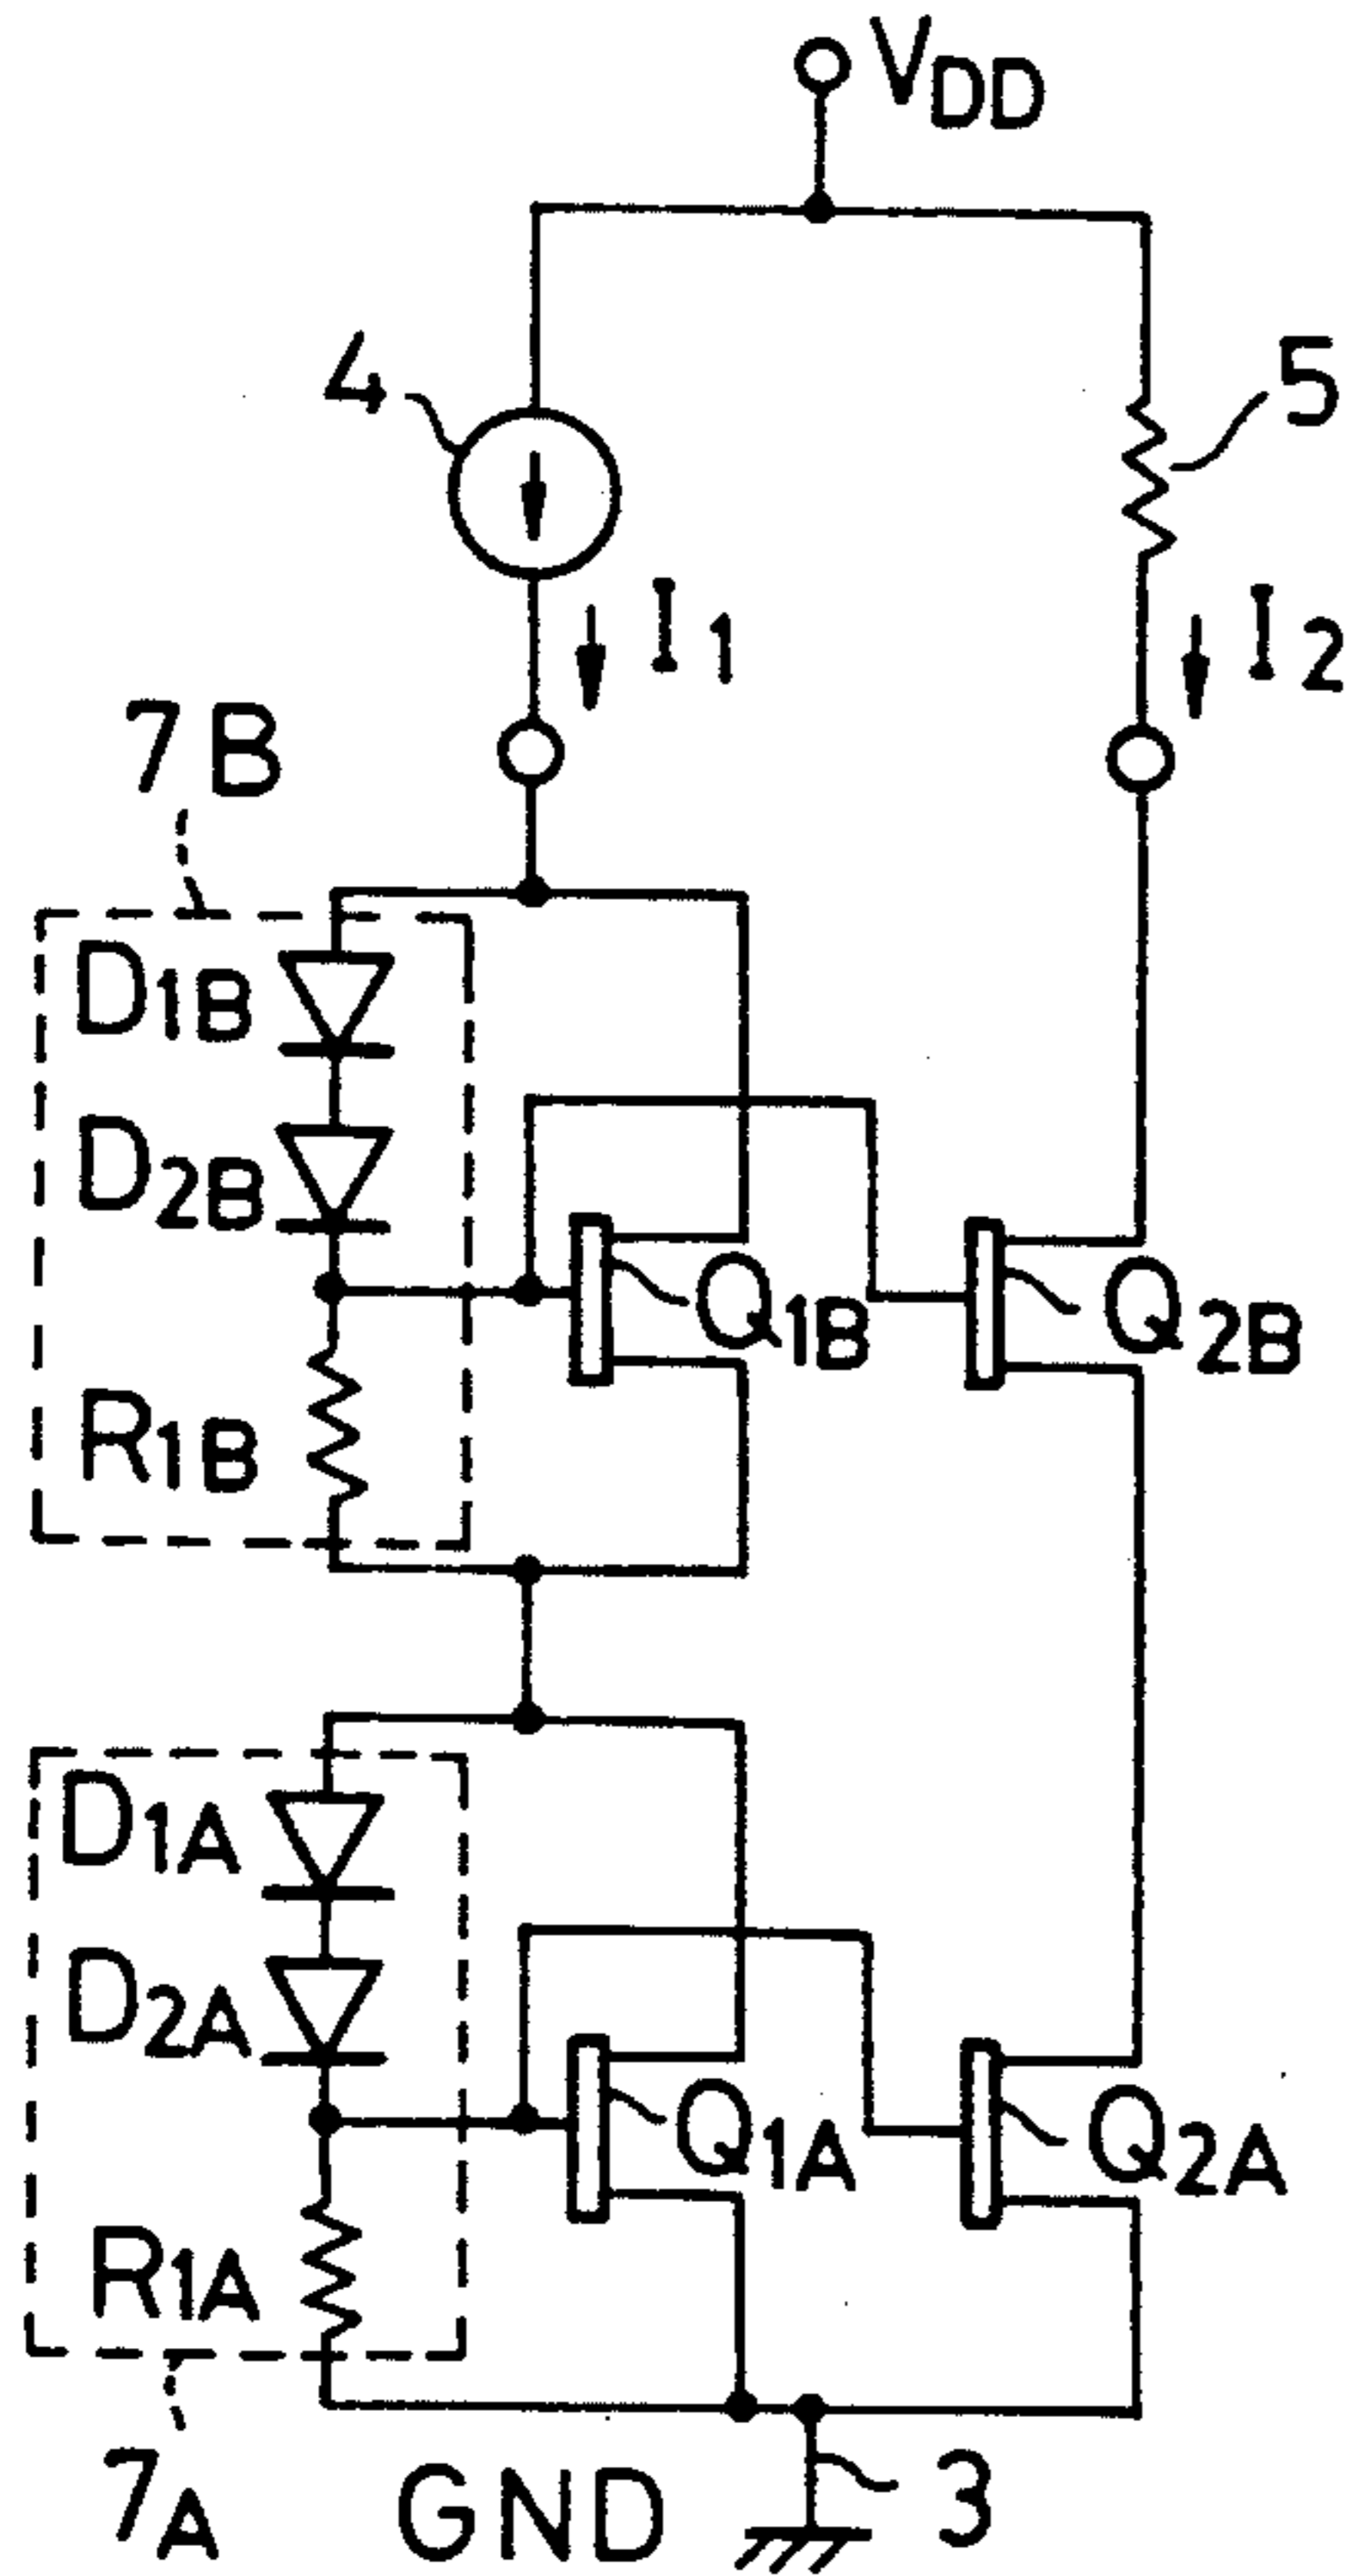 VDD
4
5
I1
I2
7B
D1B
D2B
Q1B
Q2B
R1B
D1A
D2A
Q1A
Q2A
R1A
7A
GND
3